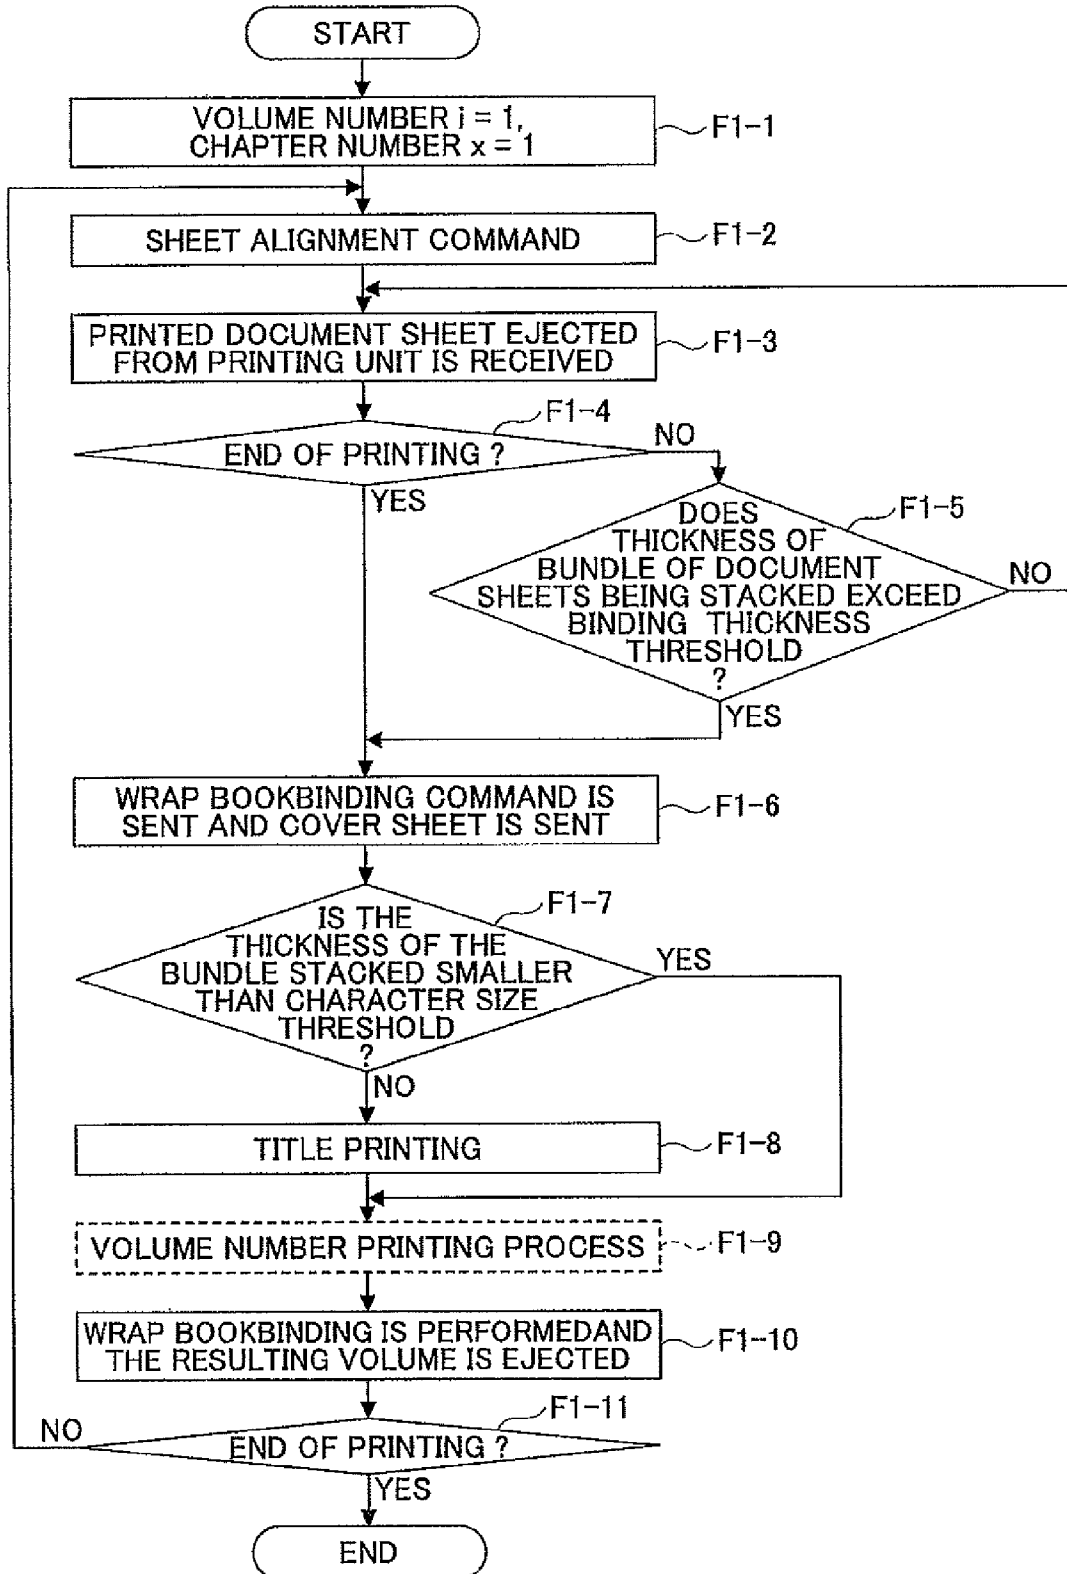 START
VOLUME NUMBER i = 1,
CHAPTER NUMBER x = 1
F1-1
SHEET ALIGNMENT COMMAND
F1-2
PRINTED DOCUMENT SHEET EJECTED
FROM PRINTING UNIT IS RECEIVED
F1-3
F1-4
END OF PRINTING ?
NO
YES
F1-5
DOES
THICKNESS OF
BUNDLE OF DOCUMENT
SHEETS BEING STACKED EXCEED
BINDING THICKNESS
THRESHOLD
?
NO
YES
WRAP BOOKBINDING COMMAND IS
SENT AND COVER SHEET IS SENT
F1-6
F1-7
IS THE
THICKNESS OF THE
BUNDLE STACKED SMALLER
THAN CHARACTER SIZE
THRESHOLD
?
YES
NO
TITLE PRINTING
F1-8
VOLUME NUMBER PRINTING PROCESS
F1-9
WRAP BOOKBINDING IS PERFORMEDAND
THE RESULTING VOLUME IS EJECTED
F1-10
F1-11
NO
END OF PRINTING ?
YES
END